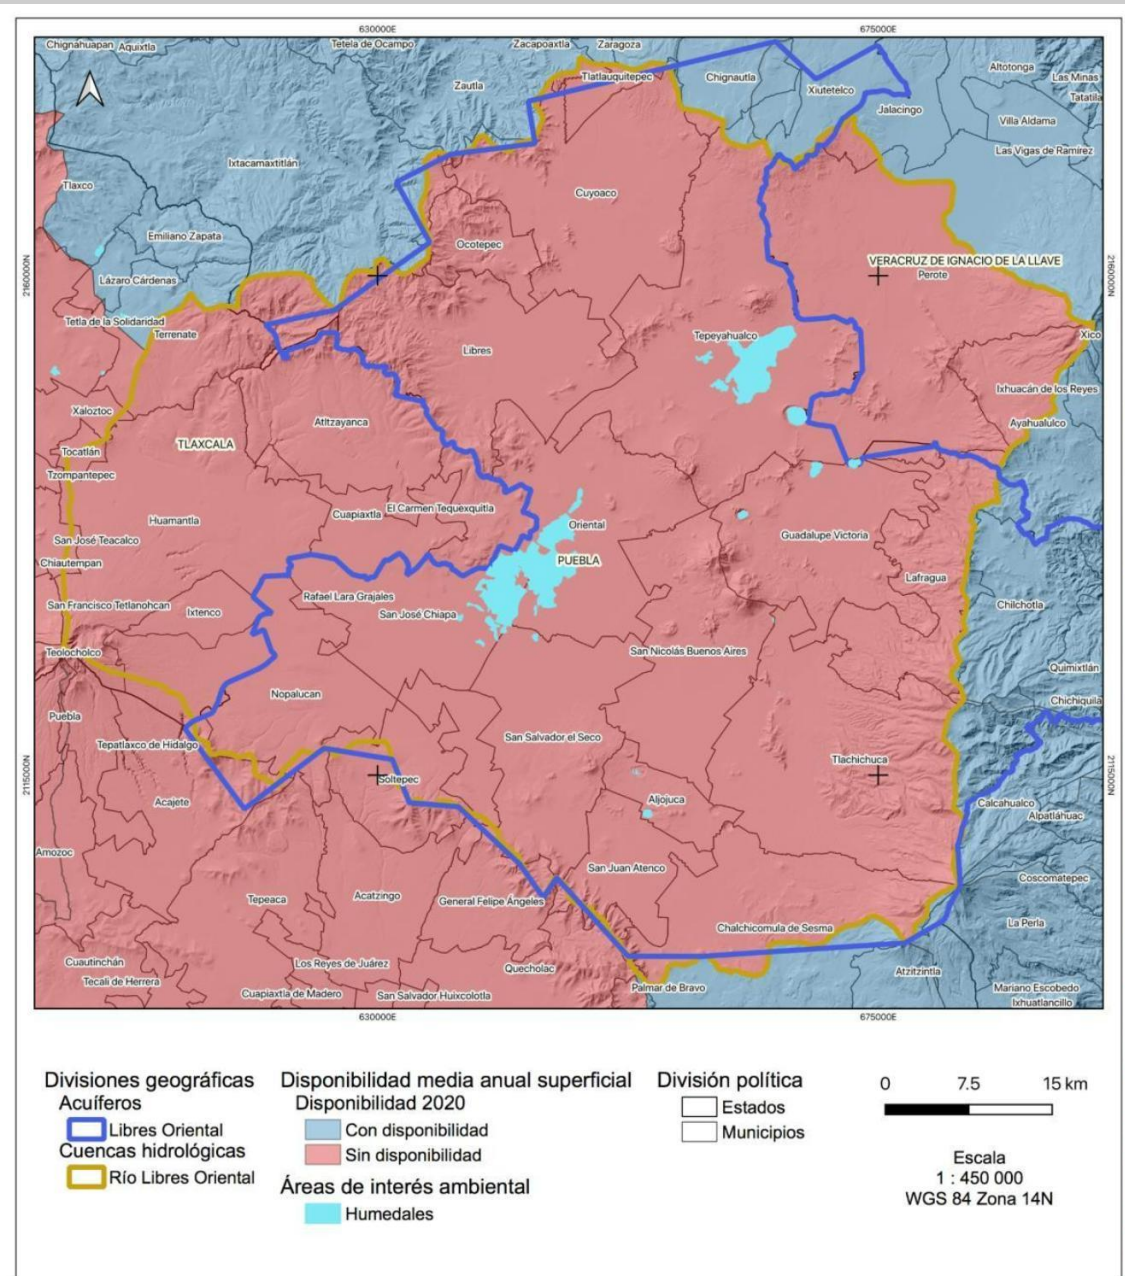 630000E
675000E
Chignahuapan
Aquixtla
Tetela de Ocampo
Zacapoaxtla
Zaragoza
Tlatlauquitepec
Chignautla
Zautla
Xiutetelco
Altotonga
Las Minas
Tatatila
Jalacingo
Villa Aldama
Las Vigas de Ramírez
Ixtacamaxtitlán
Tlaxco
Cuyoaco
Emiliano Zapata
Ocotepec
VERACRUZ DE IGNACIO DE LA LLAVE
Perote
2160000N
2160000N
Lázaro Cárdenas
Tetla de la Solidaridad
Terrenate
Tepeyahualco
Xico
Libres
Ixhuacán de los Reyes
Xaloztoc
Atltzayanca
Ayahualulco
TLAXCALA
Tocatlán
Tzompantepec
Cuapiaxtla
El Carmen Tequexquitla
Huamantla
Oriental
Guadalupe Victoria
San José Teacalco
Chiautempan
PUEBLA
Lafragua
Rafael Lara Grajales
San José Chiapa
San Francisco Tetlanohcan
Ixtenco
Chilchotla
Teolocholco
San Nicolás Buenos Aires
Quimixtlán
Nopalucan
Chichiquila
Puebla
Tepatlaxco de Hidalgo
San Salvador el Seco
Tlachichuca
2115000N
2115000N
Soltepec
Acajete
Aljojuca
Calcahualco
Alpatláhuac
Amozoc
San Juan Atenco
Coscomatepec
Tepeaca
Acatzingo
General Felipe Ángeles
La Perla
Chalchicomula de Sesma
Cuautinchán
Los Reyes de Juárez
Quecholac
Atzitzintla
Tecali de Herrera
Cuapiaxtla de Madero
San Salvador Huixcolotla
Palmar de Bravo
Mariano Escobedo
Ixhuatlancillo
630000E
675000E
Divisiones geográficas
Acuíferos
Libres Oriental
Cuencas hidrológicas
Río Libres Oriental
Disponibilidad media anual superficial
Disponibilidad 2020
Con disponibilidad
Sin disponibilidad
Áreas de interés ambiental
Humedales
División política
Estados
Municipios
0 7.5 15 km
Escala
1 : 450 000
WGS 84 Zona 14N